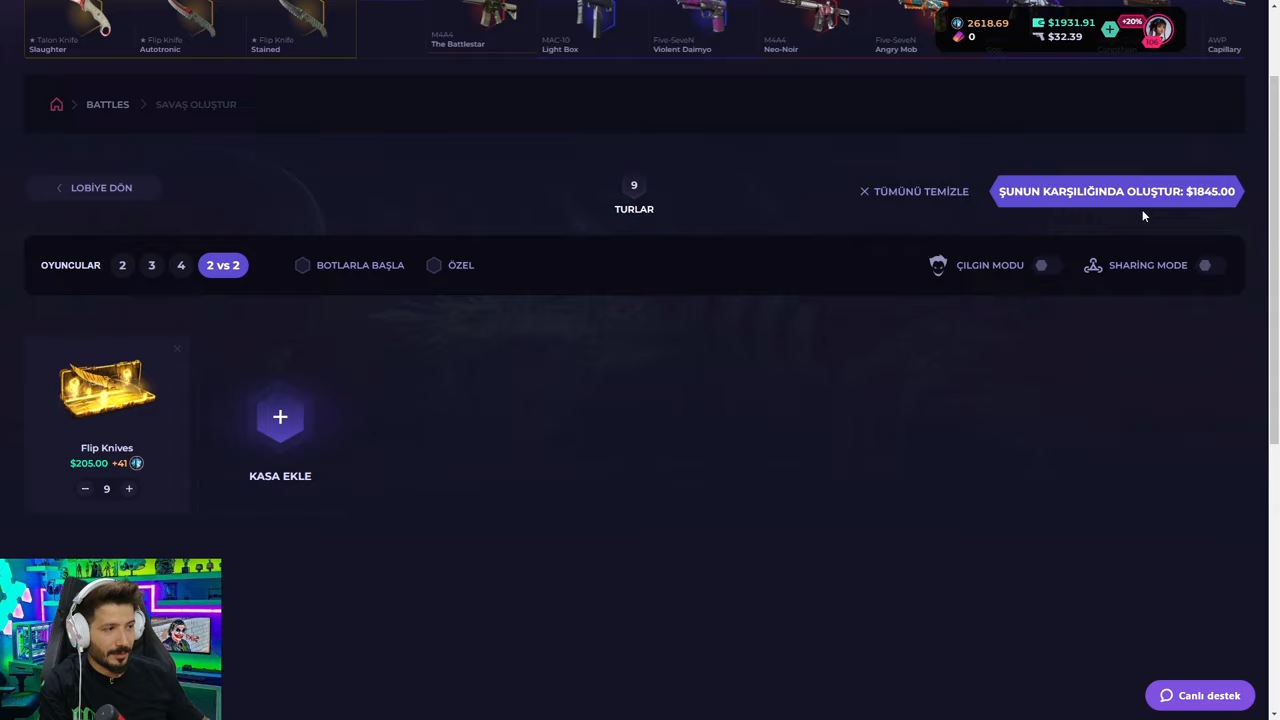 ★ Talon Knife
Slaughter
★ Flip Knife
Autotronic
★ Flip Knife
Stained
M4A4
The Battlestar
MAC-10
Light Box
Five-SeveN
Violent Daimyo
M4A4
Neo-Noir
Five-SeveN
Angry Mob
AWP
Capillary
2618.69
0
$1931.91
$32.39
+20%
106
BATTLES
SAVAŞ OLUŞTUR
LOBİYE DÖN
9
TURLAR
TÜMÜNÜ TEMİZLE
ŞUNUN KARŞILIĞINDA OLUŞTUR: $1845.00
OYUNCULAR 2 3 4 2 vs 2
BOTLARLA BAŞLA
ÖZEL
ÇILGIN MODU
SHARİNG MODE
Flip Knives
$205.00 +41
− 9 +
KASA EKLE
Canlı destek